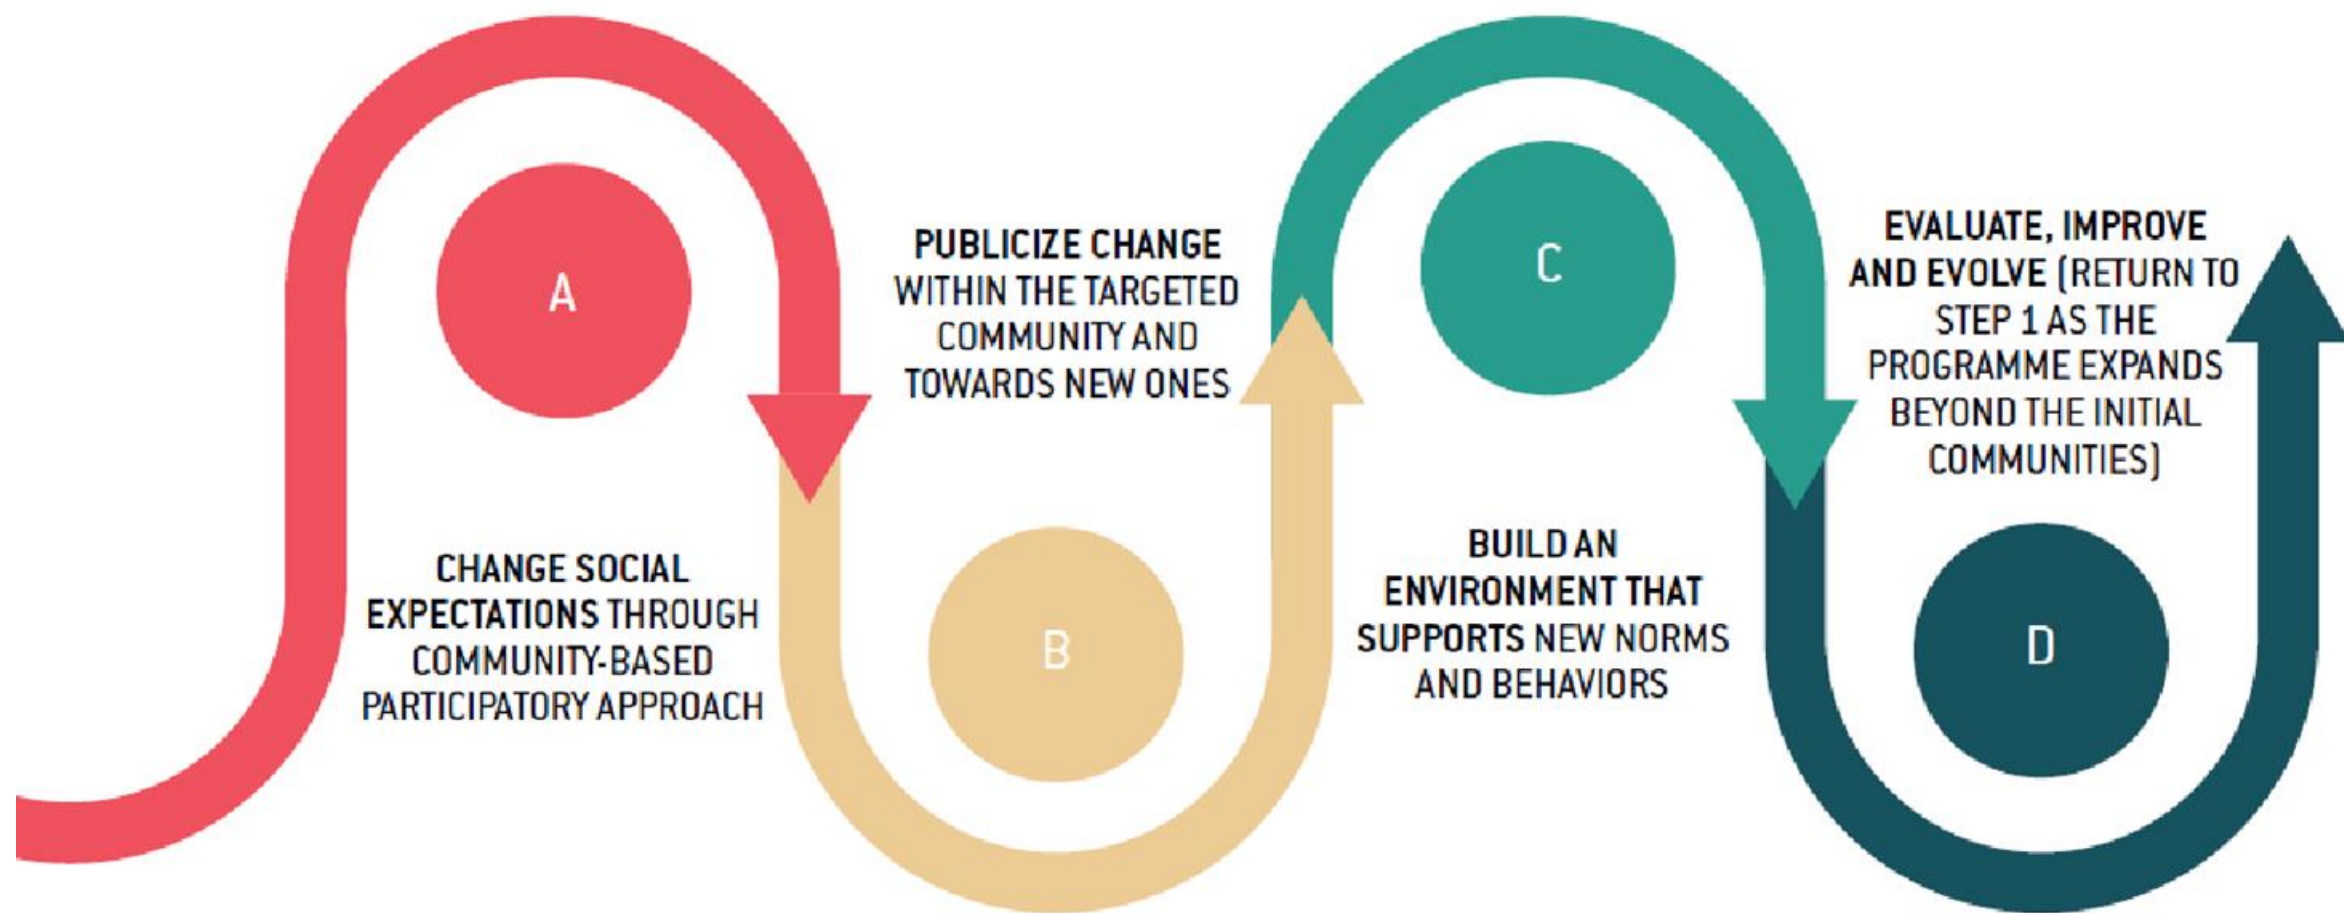 A
CHANGE SOCIAL
EXPECTATIONS THROUGH
COMMUNITY-BASED
PARTICIPATORY APPROACH
PUBLICIZE CHANGE
WITHIN THE TARGETED
COMMUNITY AND
TOWARDS NEW ONES
B
C
BUILD AN
ENVIRONMENT THAT
SUPPORTS NEW NORMS
AND BEHAVIORS
EVALUATE, IMPROVE
AND EVOLVE (RETURN TO
STEP 1 AS THE
PROGRAMME EXPANDS
BEYOND THE INITIAL
COMMUNITIES)
D